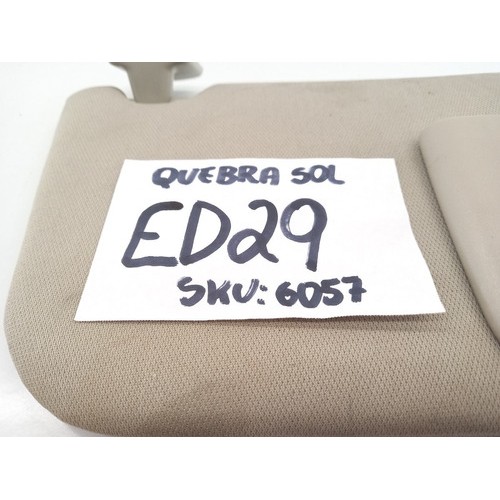 QUEBRA SOL
ED29
SKU: 6057